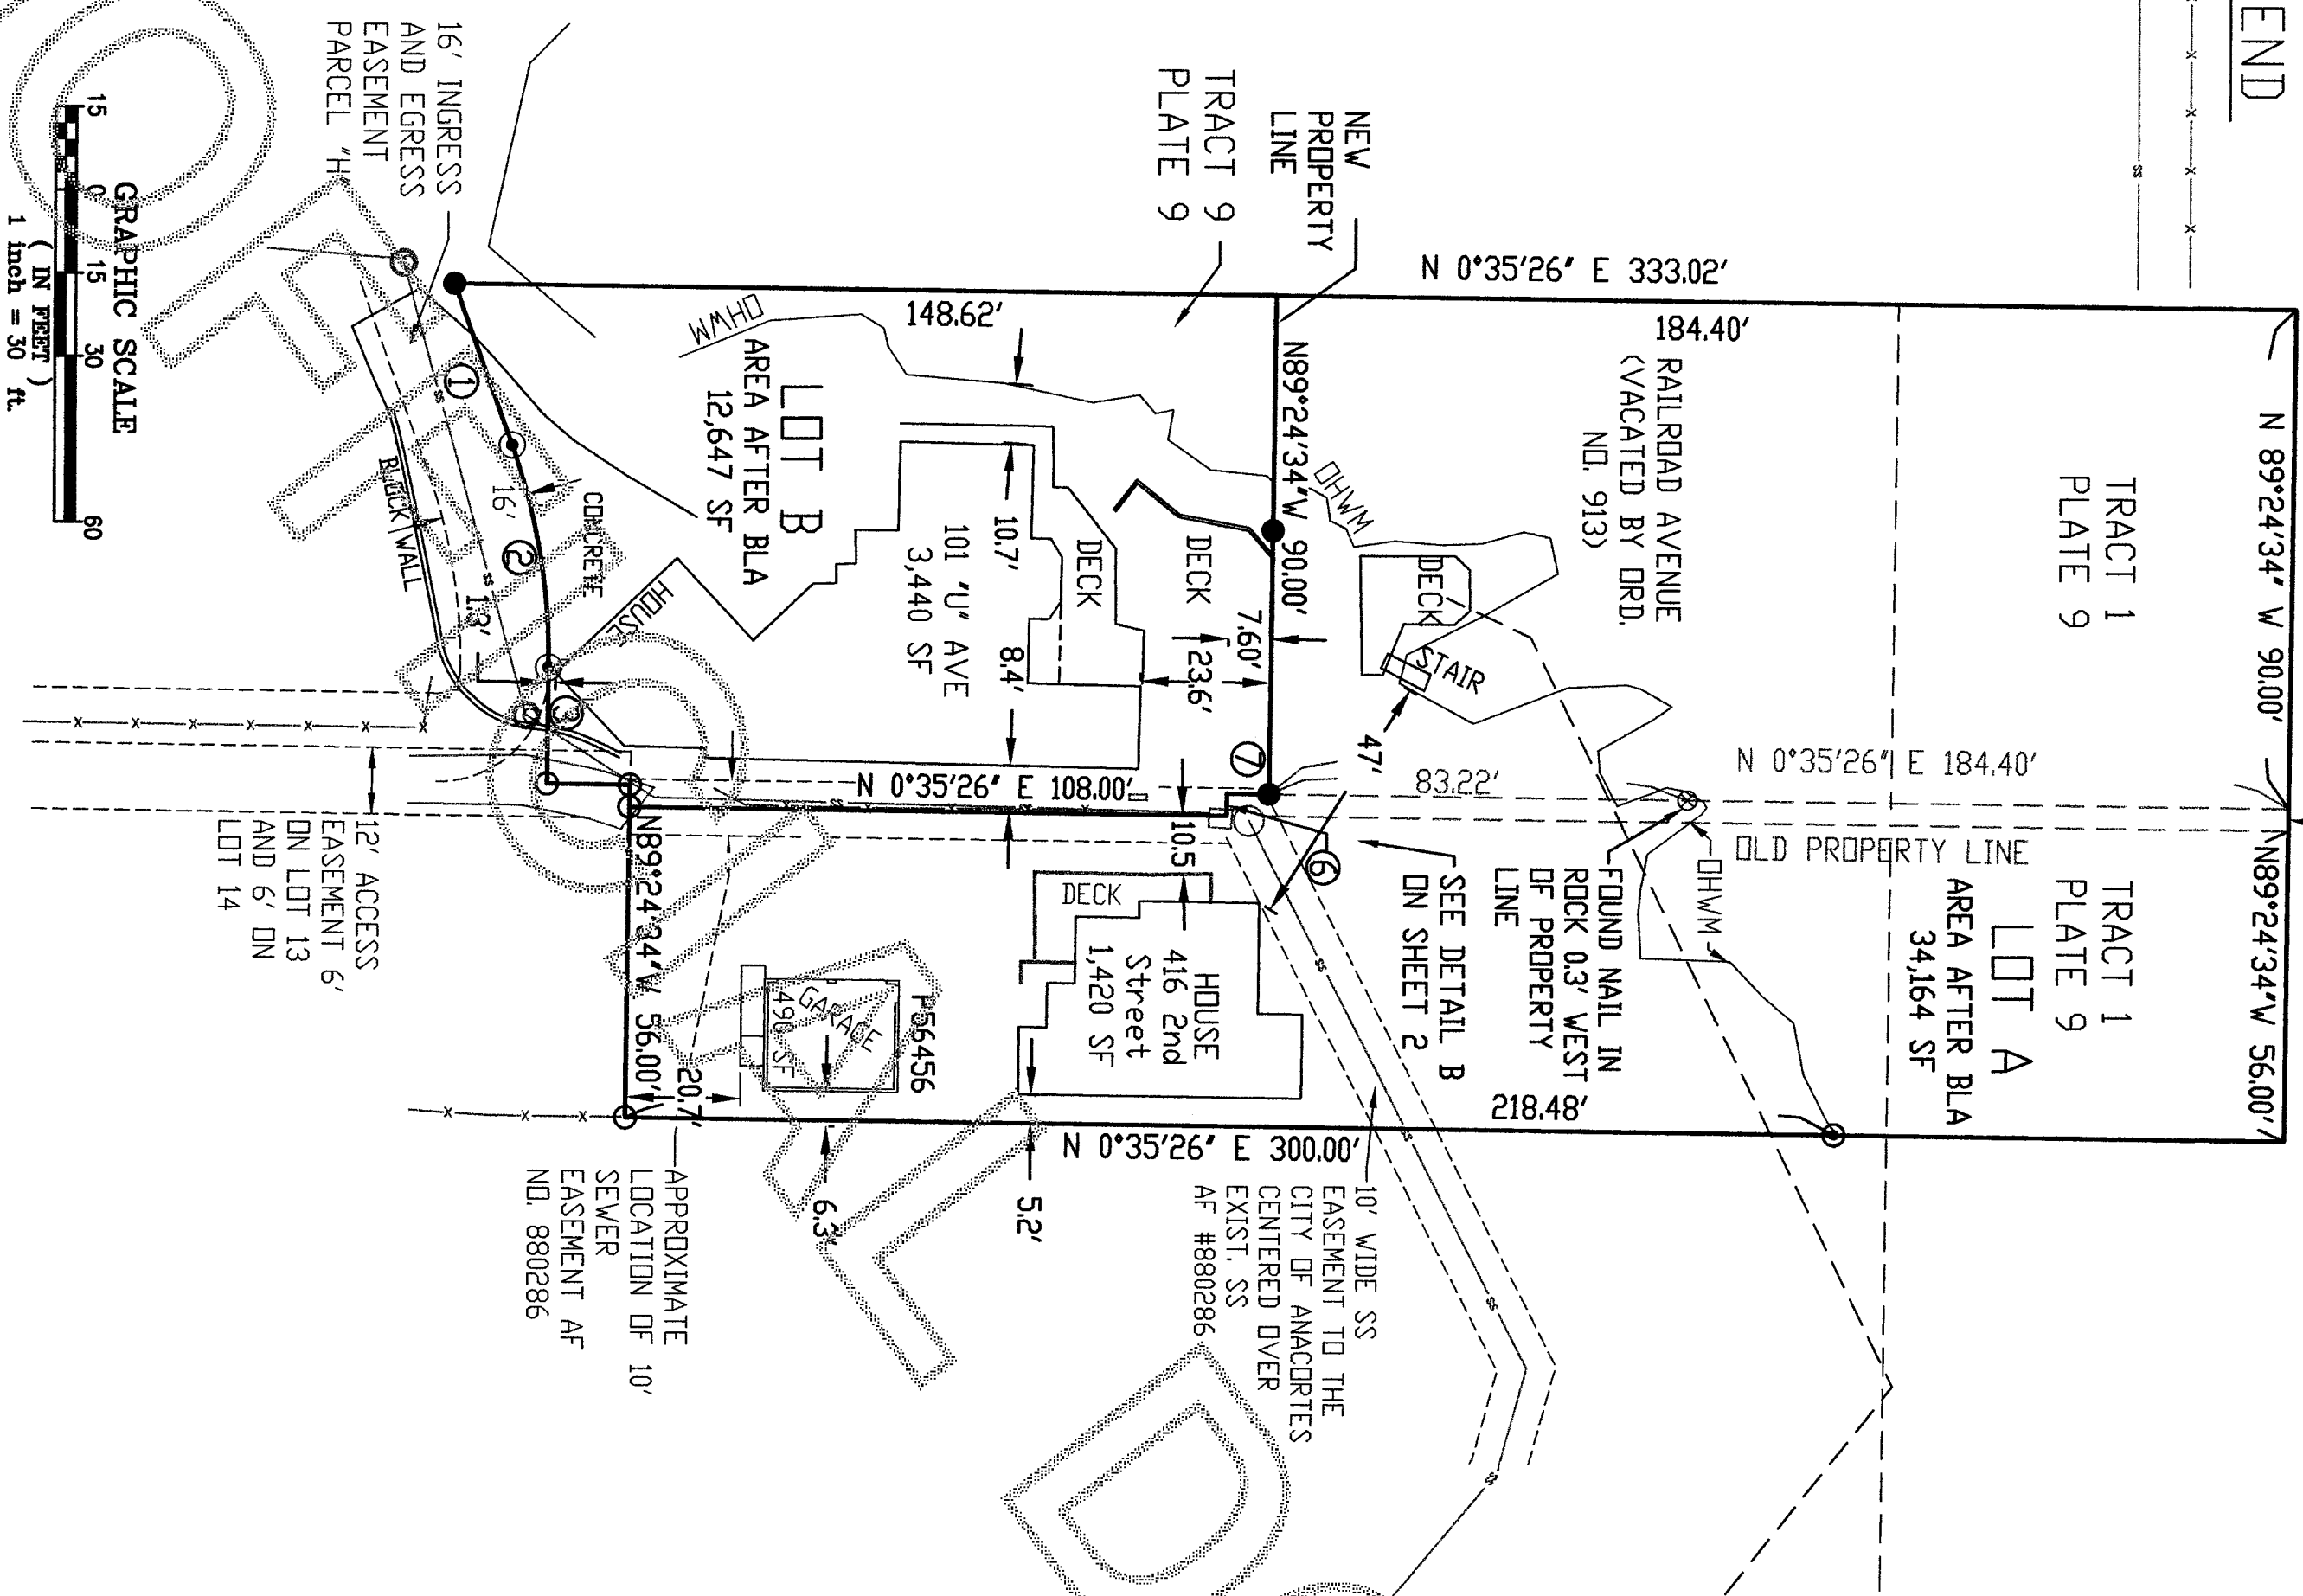 END
N 89°24'34" W 90.00'
N89°24'34"W 56.00'
TRACT 1
PLATE 9
TRACT 1
PLATE 9
LOT A
AREA AFTER BLA
34,164 SF
N 0°35'26" E 333.02'
184.40'
148.62'
RAILROAD AVENUE
(VACATED BY ORD.
NO. 913)
N 0°35'26" E 184.40'
83.22'
OLD PROPERTY LINE
OHWM
FOUND NAIL IN
ROCK 0.3' WEST
OF PROPERTY
LINE
SEE DETAIL B
ON SHEET 2
218.48'
N 0°35'26" E 300.00'
10' WIDE SS
EASEMENT TO THE
CITY OF ANACORTES
CENTERED OVER
EXIST. SS
AF #880286
DECK
STAIR
47'
OHWM
NEW
PROPERTY
LINE
TRACT 9
PLATE 9
N89°24'34"W 90.00'
7.60'
23.6'
7
6
DECK
DECK
10.7'
8.4'
101 "U" AVE
3,440 SF
LOT B
AREA AFTER BLA
12,647 SF
OHWM
N 0°35'26" E 108.00'
10.5
DECK
HOUSE
416 2nd
Street
1,420 SF
5.2'
6.3'
P56456
GARAGE
490 SF
20.7'
N89°24'34"W 56.00'
APPROXIMATE
LOCATION OF 10'
SEWER
EASEMENT AF
NO. 880286
HOUSE
CONCRETE
16'
1
2
3
1.3'
BLOCK WALL
16' INGRESS
AND EGRESS
EASEMENT
PARCEL "H"
12' ACCESS
EASEMENT 6'
ON LOT 13
AND 6' ON
LOT 14
GRAPHIC SCALE
15 0 15 30 60
( IN FEET )
1 inch = 30 ft.